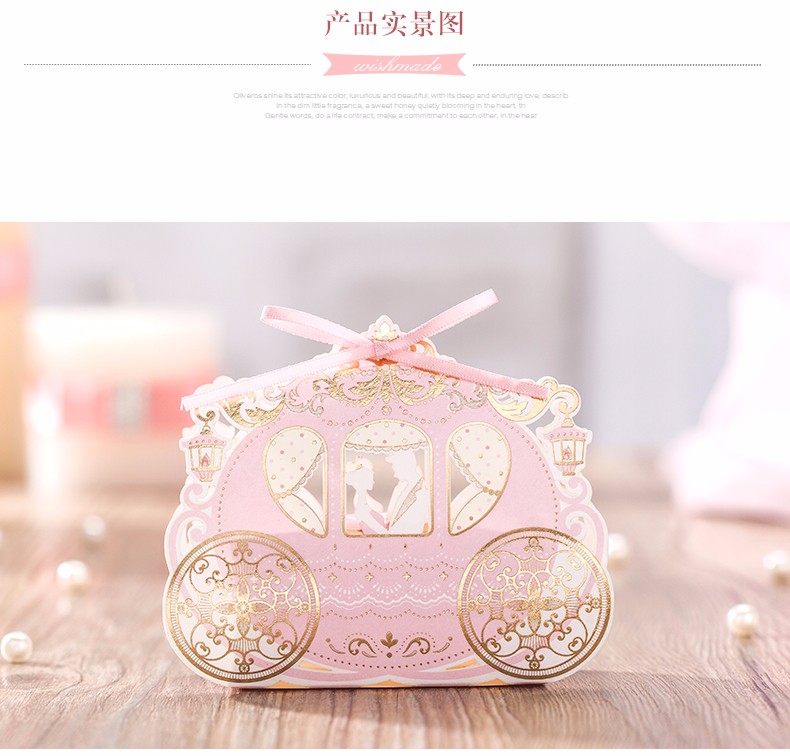 产品实景图
wishmade
Oliveros shine its attractive color, luxurious and beautiful, with its deep and enduring love, describ
in the dim little fragrance, a sweet honey quietly blooming in the heart, th
Gentle words, do a life contract, make a commitment to each other, in the hear